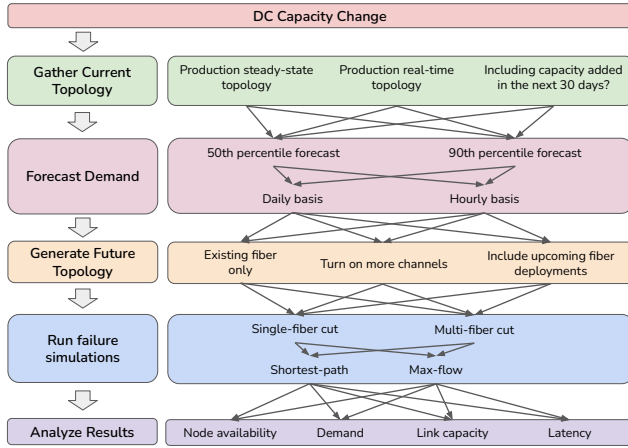 DC Capacity Change
Gather Current
Topology
Production steady-state
topology
Production real-time
topology
Including capacity added
in the next 30 days?
Forecast Demand
50th percentile forecast
90th percentile forecast
Daily basis
Hourly basis
Generate Future
Topology
Existing fiber
only
Turn on more channels
Include upcoming fiber
deployments
Run failure
simulations
Single-fiber cut
Multi-fiber cut
Shortest-path
Max-flow
Analyze Results
Node availability
Demand
Link capacity
Latency